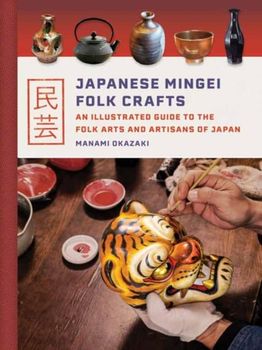 民芸
JAPANESE MINGEI
FOLK CRAFTS
AN ILLUSTRATED GUIDE TO THE
FOLK ARTS AND ARTISANS OF JAPAN
MANAMI OKAZAKI